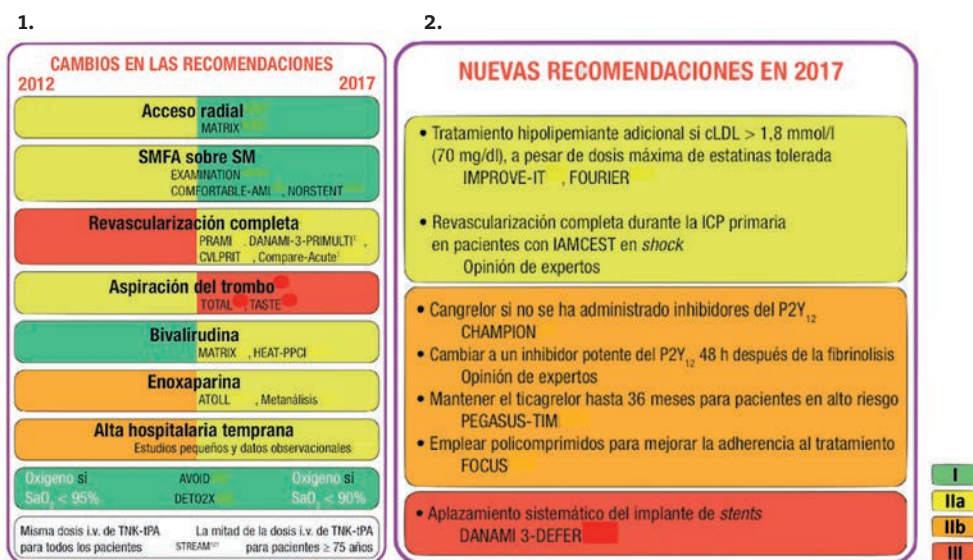 1.
CAMBIOS EN LAS RECOMENDACIONES
2012 2017
Acceso radial
MATRIX
SMFA sobre SM
EXAMINATION
COMFORTABLE-AMI , NORSTENT
Revascularización completa
PRAMI , DANAMI-3-PRIMULTI ,
CVLPRIT , Compare-Acute
Aspiración del trombo
TOTAL , TASTE
Bivalirudina
MATRIX , HEAT-PPCI
Enoxaparina
ATOLL , Metanálisis
Alta hospitalaria temprana
Estudios pequeños y datos observacionales
Oxígeno si AVOID Oxígeno si
SaO₂ < 95% DETO2X SaO₂ < 90%
Misma dosis i.v. de TNK-tPA La mitad de la dosis i.v. de TNK-tPA
para todos los pacientes STREAM para pacientes ≥ 75 años
2.
NUEVAS RECOMENDACIONES EN 2017
• Tratamiento hipolipemiante adicional si cLDL > 1,8 mmol/l
(70 mg/dl), a pesar de dosis máxima de estatinas tolerada
IMPROVE-IT , FOURIER
• Revascularización completa durante la ICP primaria
en pacientes con IAMCEST en shock
Opinión de expertos
• Cangrelor si no se ha administrado inhibidores del P2Y₁₂
CHAMPION
• Cambiar a un inhibidor potente del P2Y₁₂ 48 h después de la fibrinolisis
Opinión de expertos
• Mantener el ticagrelor hasta 36 meses para pacientes en alto riesgo
PEGASUS-TIM
• Emplear policomprimidos para mejorar la adherencia al tratamiento
FOCUS
• Aplazamiento sistemático del implante de stents
DANAMI 3-DEFER
I
IIa
IIb
III